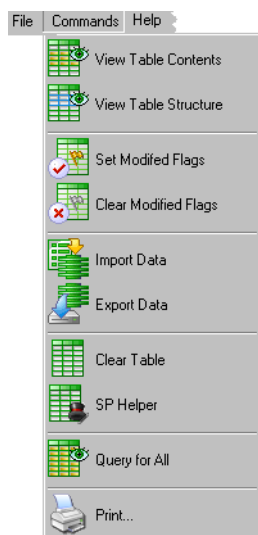 File Commands Help
View Table Contents
View Table Structure
Set Modifed Flags
Clear Modified Flags
Import Data
Export Data
Clear Table
SP Helper
Query for All
Print...